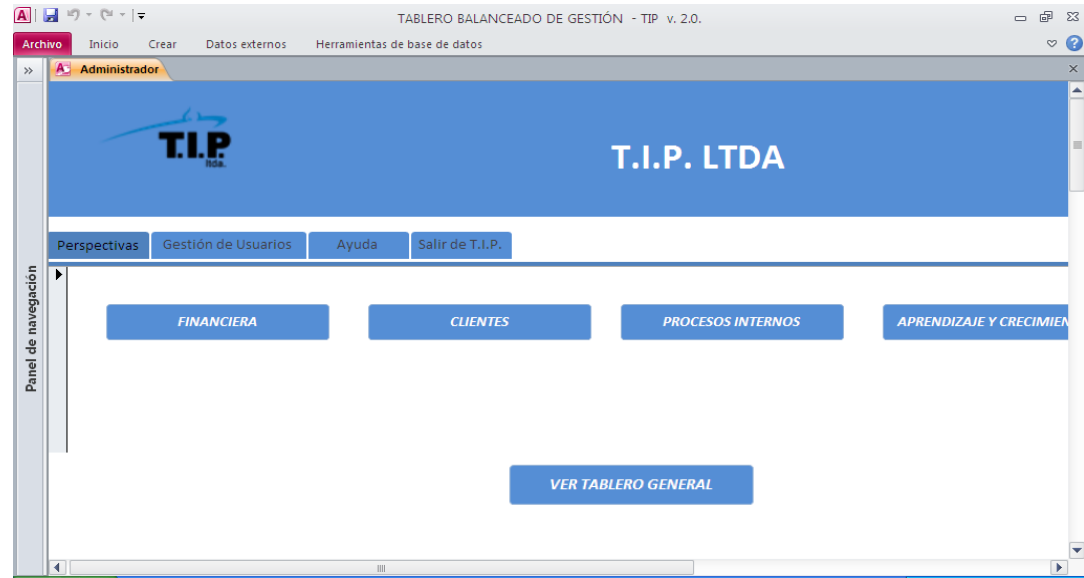 A
TABLERO BALANCEADO DE GESTIÓN - TIP v. 2.0.
Archivo Inicio Crear Datos externos Herramientas de base de datos
Administrador
T.I.P.
ltda.
T.I.P. LTDA
Perspectivas Gestión de Usuarios Ayuda Salir de T.I.P.
Panel de navegación
FINANCIERA CLIENTES PROCESOS INTERNOS APRENDIZAJE Y CRECIMIEN
VER TABLERO GENERAL